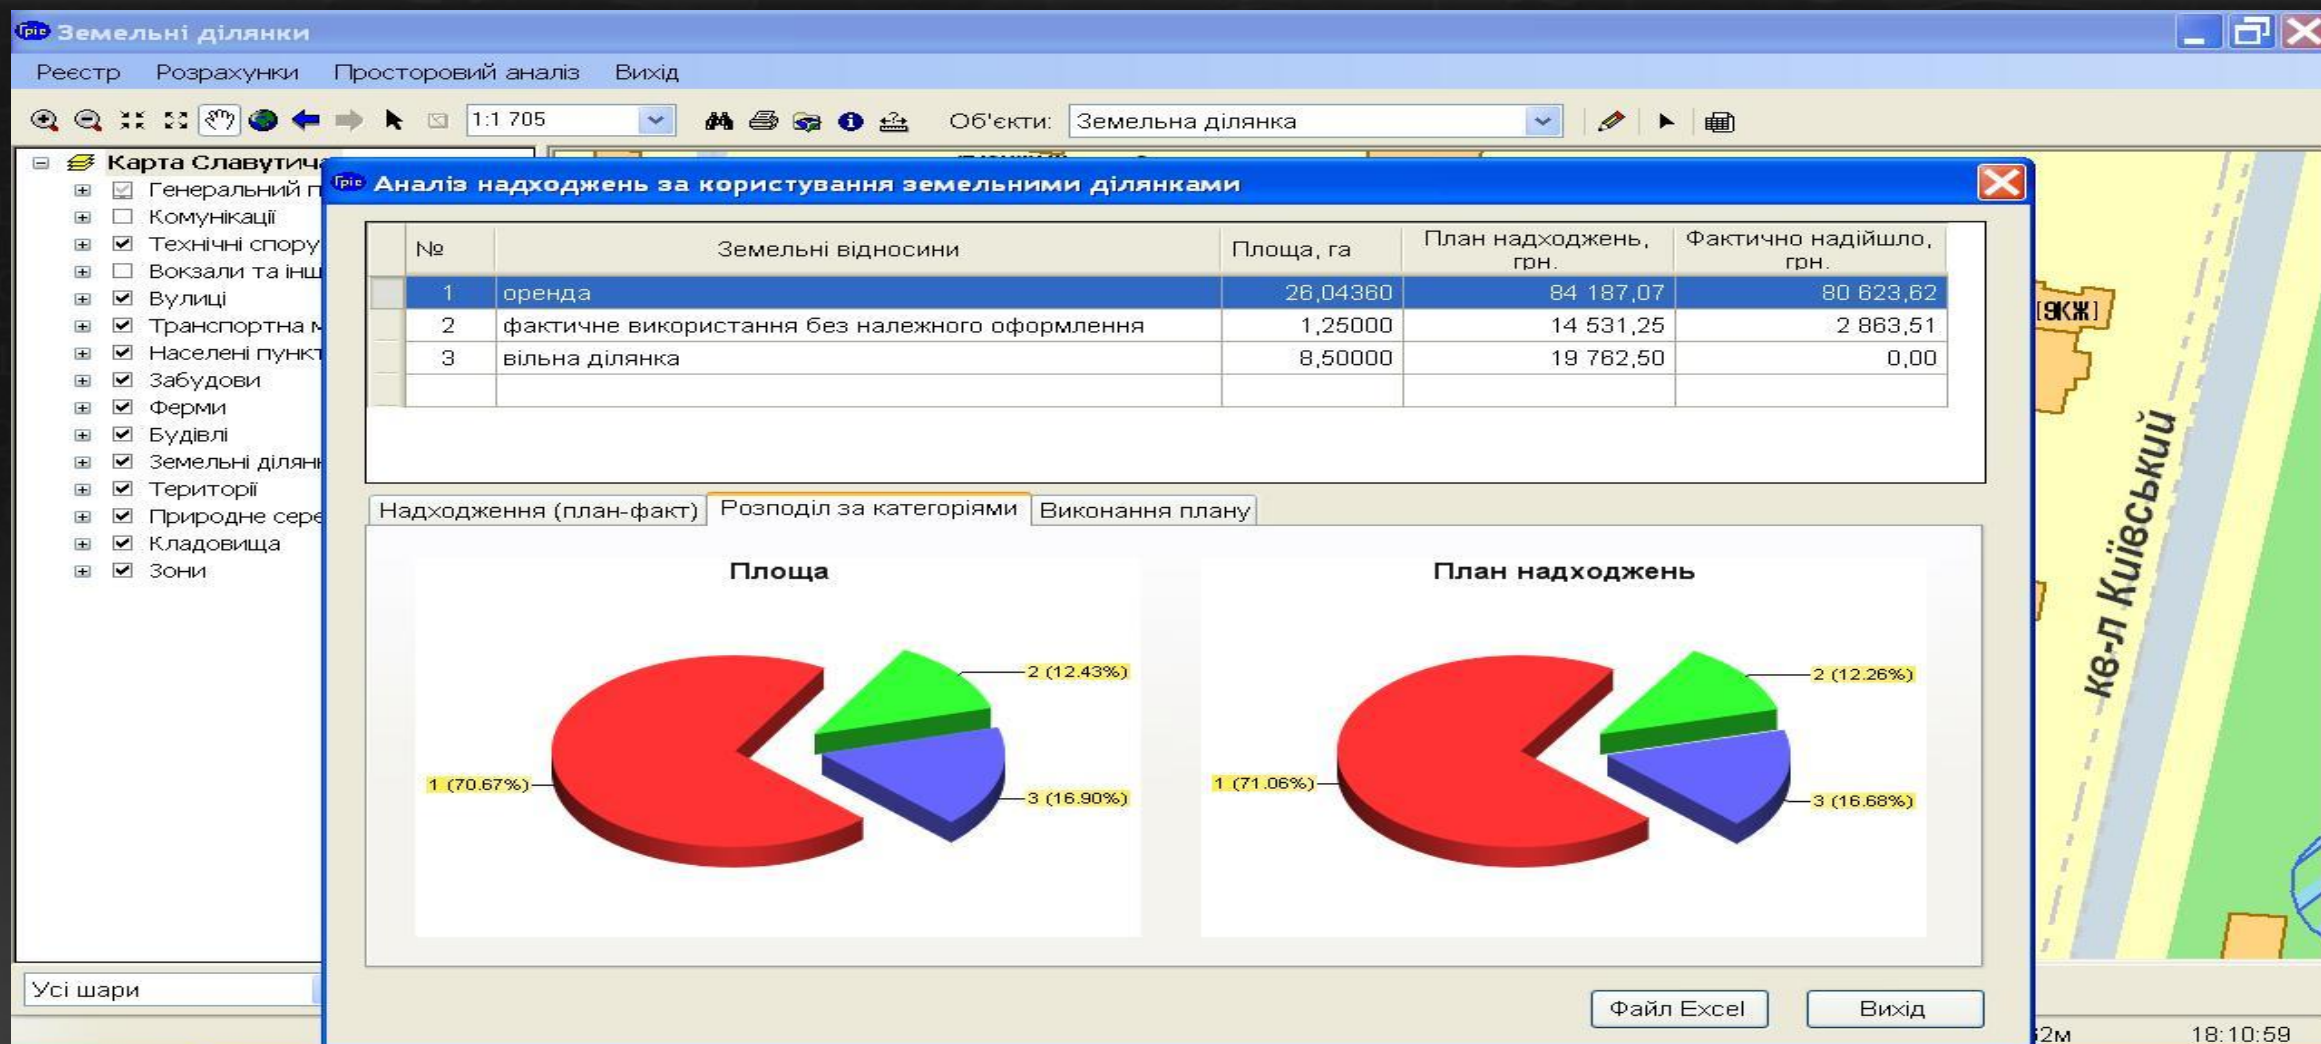 Земельні ділянки
Реєстр Розрахунки Просторовий аналіз Вихід
1:1 705 Об'єкти: Земельна ділянка
Карта Славутича
Генеральний п
Комунікації
Технічні спору
Вокзали та інш
Вулиці
Транспортна м
Населені пункт
Забудови
Ферми
Будівлі
Земельні ділян
Території
Природне сере
Кладовища
Зони
Усі шари
Аналіз надходжень за користування земельними ділянками
№ Земельні відносини Площа, га План надходжень, грн. Фактично надійшло, грн.
1 оренда 26,04360 84 187,07 80 623,62
2 фактичне використання без належного оформлення 1,25000 14 531,25 2 863,51
3 вільна ділянка 8,50000 19 762,50 0,00
Надходження (план-факт) Розподіл за категоріями Виконання плану
Площа
1 (70.67%)
2 (12.43%)
3 (16.90%)
План надходжень
1 (71.06%)
2 (12.26%)
3 (16.68%)
Файл Excel Вихід
[9КЖ]
кв-л Київський
2м 18:10:59